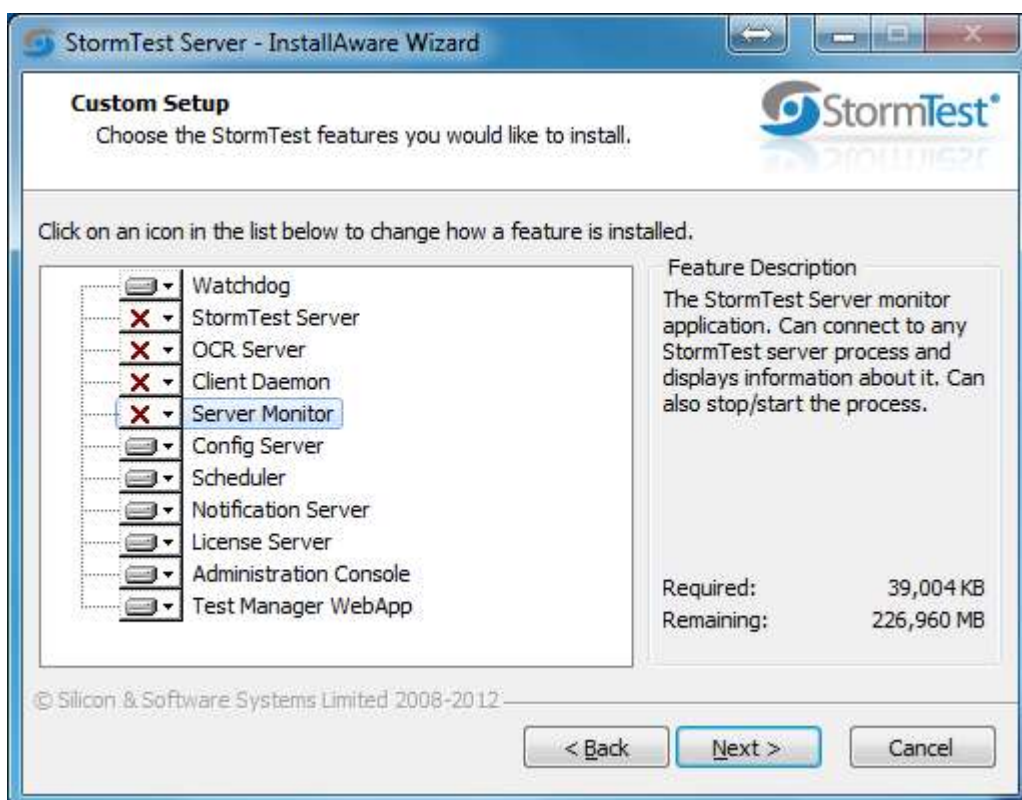 StormTest Server - InstallAware Wizard
Custom Setup
Choose the StormTest features you would like to install.
StormTest
Click on an icon in the list below to change how a feature is installed.
Watchdog
StormTest Server
OCR Server
Client Daemon
Server Monitor
Config Server
Scheduler
Notification Server
License Server
Administration Console
Test Manager WebApp
Feature Description
The StormTest Server monitor
application. Can connect to any
StormTest server process and
displays information about it. Can
also stop/start the process.
Required: 39,004 KB
Remaining: 226,960 MB
© Silicon & Software Systems Limited 2008-2012
< Back Next > Cancel